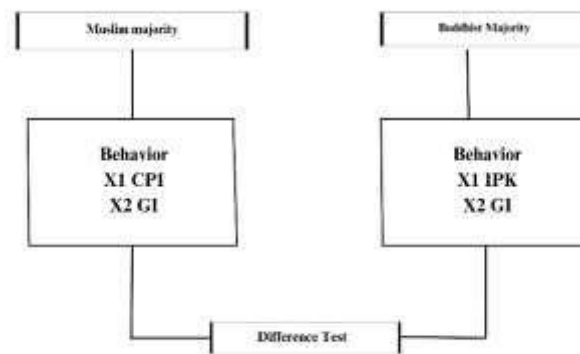 Muslim majority
Buddhist Majority
Behavior
X1 CPI
X2 GI
Behavior
X1 IPK
X2 GI
Difference Test